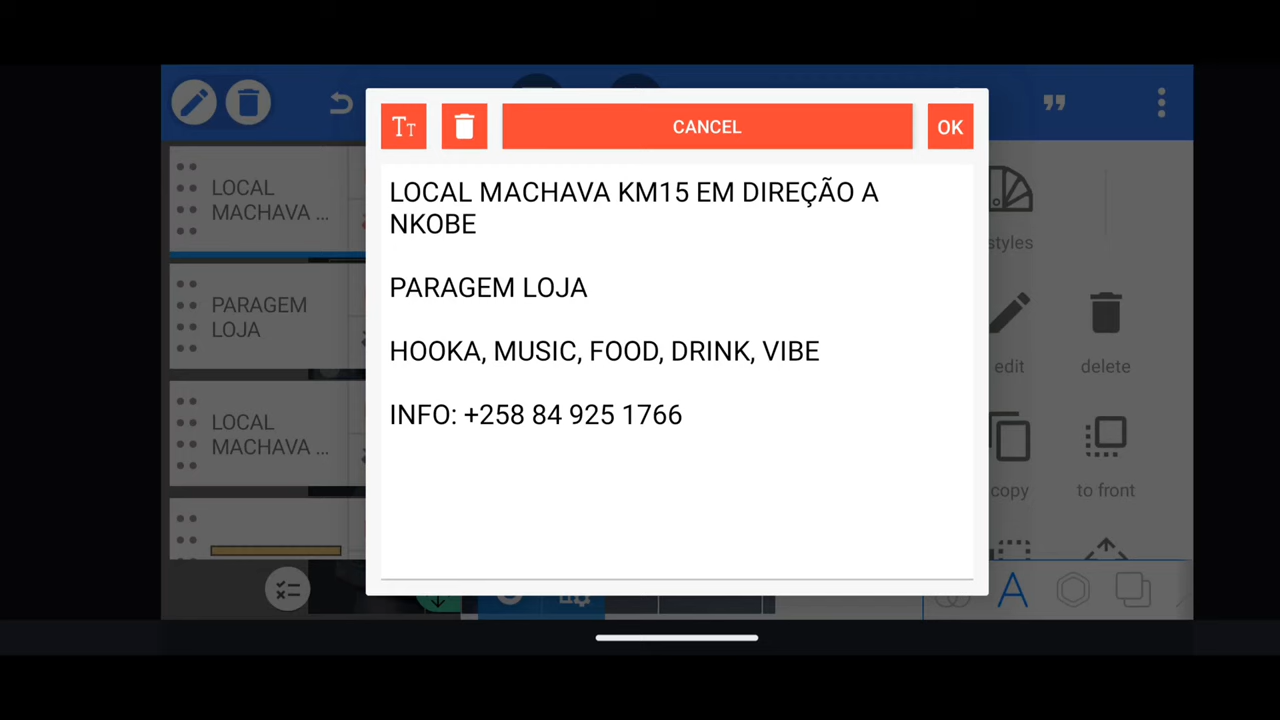 TT
CANCEL
OK
LOCAL
MACHAVA ...
PARAGEM
LOJA
LOCAL
MACHAVA ...
LOCAL MACHAVA KM15 EM DIREÇÃO A
NKOBE
PARAGEM LOJA
HOOKA, MUSIC, FOOD, DRINK, VIBE
INFO: +258 84 925 1766
styles
edit
delete
copy
to front
A